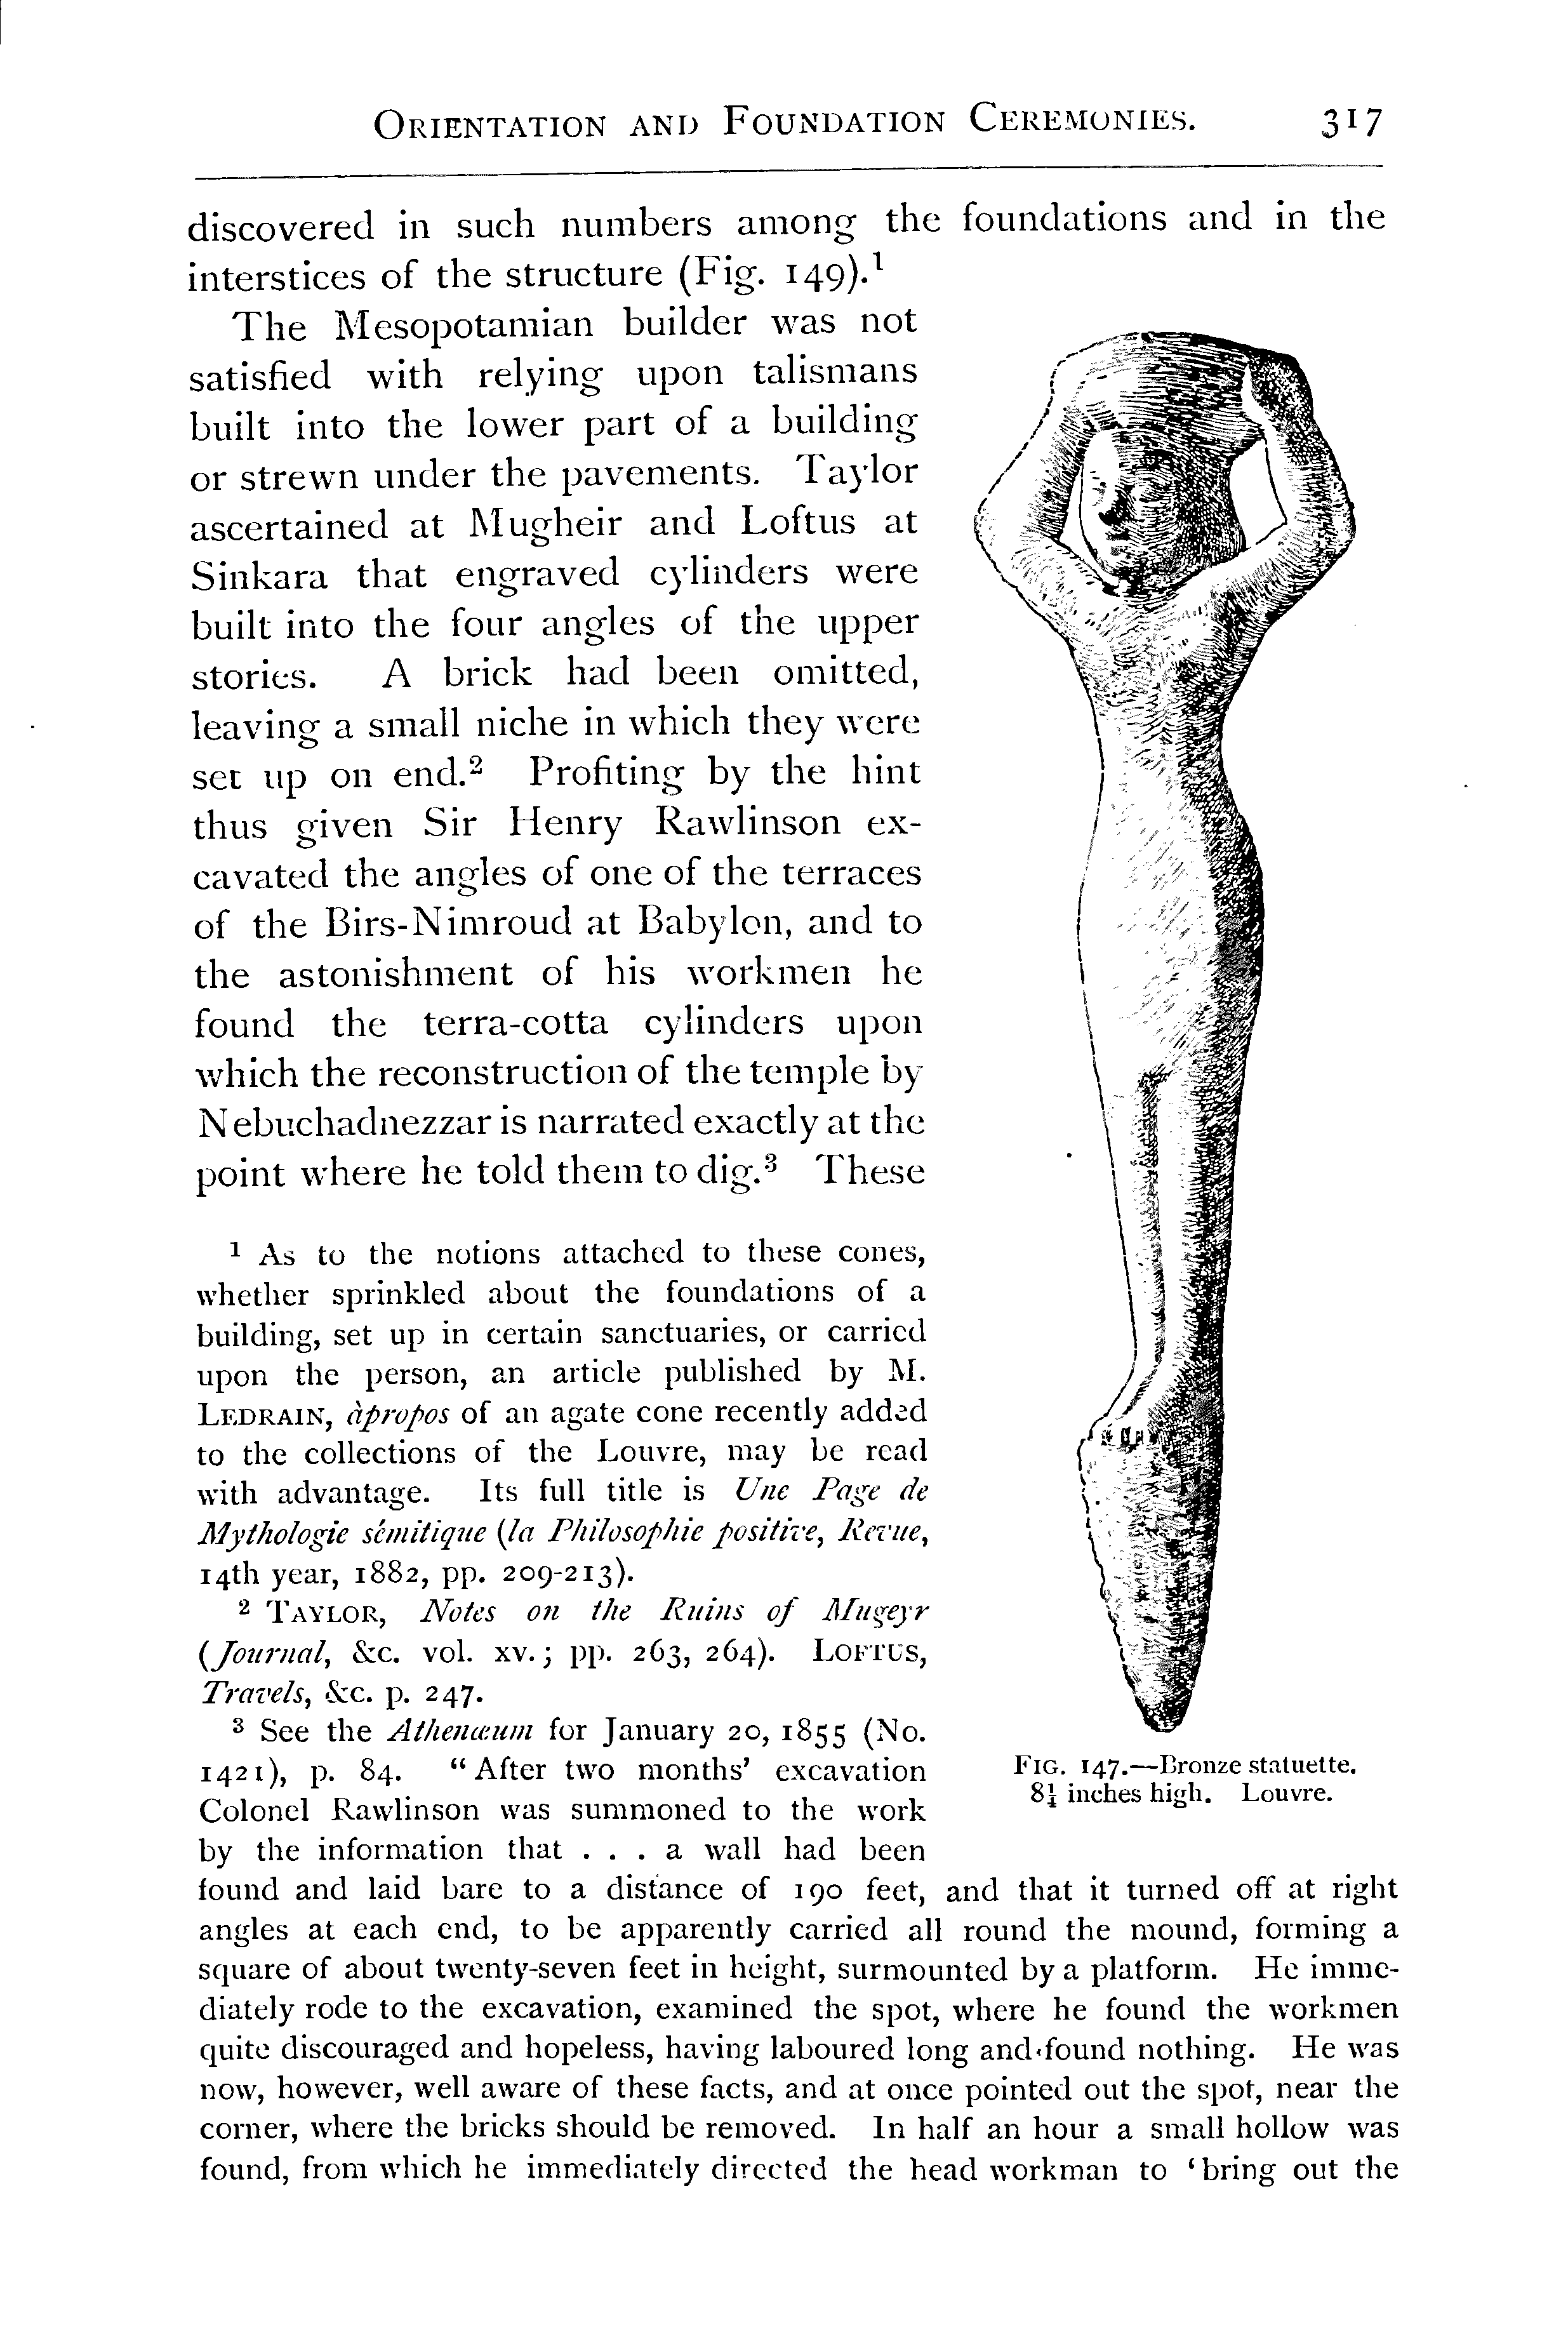 ORIENTATION AND FOUNDATION CEREMONIES. 317
discovered in such numbers among the foundations and in the
interstices of the structure (Fig. 149).¹
The Mesopotamian builder was not
satisfied with relying upon talismans
built into the lower part of a building
or strewn under the pavements. Taylor
ascertained at Mugheir and Loftus at
Sinkara that engraved cylinders were
built into the four angles of the upper
stories. A brick had been omitted,
leaving a small niche in which they were
set up on end.² Profiting by the hint
thus given Sir Henry Rawlinson ex-
cavated the angles of one of the terraces
of the Birs-Nimroud at Babylon, and to
the astonishment of his workmen he
found the terra-cotta cylinders upon
which the reconstruction of the temple by
Nebuchadnezzar is narrated exactly at the
point where he told them to dig.³ These
¹ As to the notions attached to these cones,
whether sprinkled about the foundations of a
building, set up in certain sanctuaries, or carried
upon the person, an article published by M.
LEDRAIN, àpropos of an agate cone recently added
to the collections of the Louvre, may be read
with advantage. Its full title is Une Page de
Mythologie sémitique (la Philosophie positive, Revue,
14th year, 1882, pp. 209-213).
² TAYLOR, Notes on the Ruins of Mugeyr
(Journal, &c. vol. xv.; pp. 263, 264). LOFTUS,
Travels, &c. p. 247.
³ See the Athenæum for January 20, 1855 (No.
1421), p. 84. “After two months’ excavation
Colonel Rawlinson was summoned to the work
by the information that . . . a wall had been
found and laid bare to a distance of 190 feet, and that it turned off at right
angles at each end, to be apparently carried all round the mound, forming a
square of about twenty-seven feet in height, surmounted by a platform. He imme-
diately rode to the excavation, examined the spot, where he found the workmen
quite discouraged and hopeless, having laboured long and found nothing. He was
now, however, well aware of these facts, and at once pointed out the spot, near the
corner, where the bricks should be removed. In half an hour a small hollow was
found, from which he immediately directed the head workman to ‘bring out the
FIG. 147.—Bronze statuette.
8¼ inches high. Louvre.